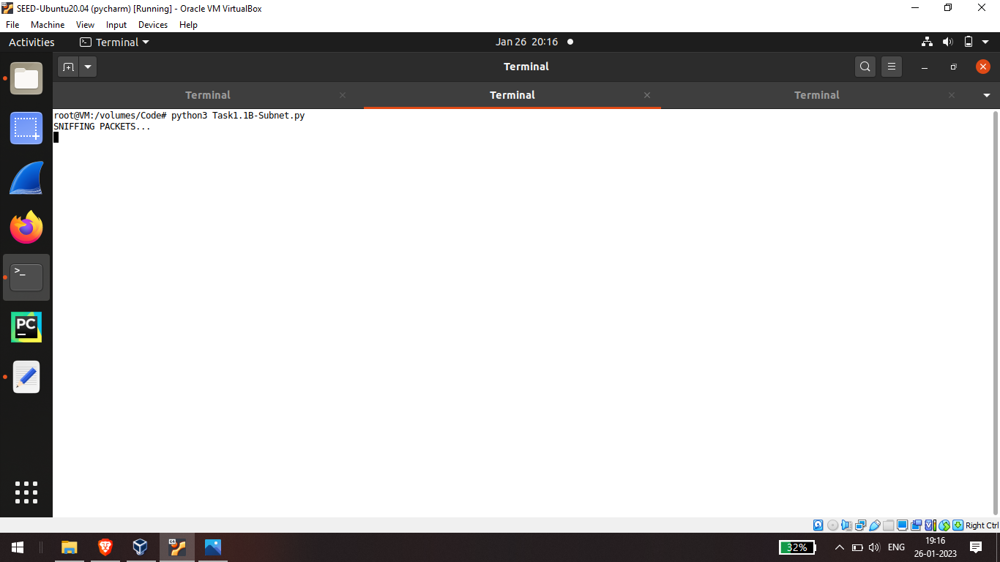 SEED-Ubuntu20.04 (pycharm) [Running] - Oracle VM VirtualBox
File Machine View Input Devices Help
Activities Terminal Jan 26 20:16
Terminal
Terminal Terminal Terminal
root@VM:/volumes/Code# python3 Task1.1B-Subnet.py
SNIFFING PACKETS...
>_
PC
Right Ctrl
64
32% ENG 19:16
26-01-2023